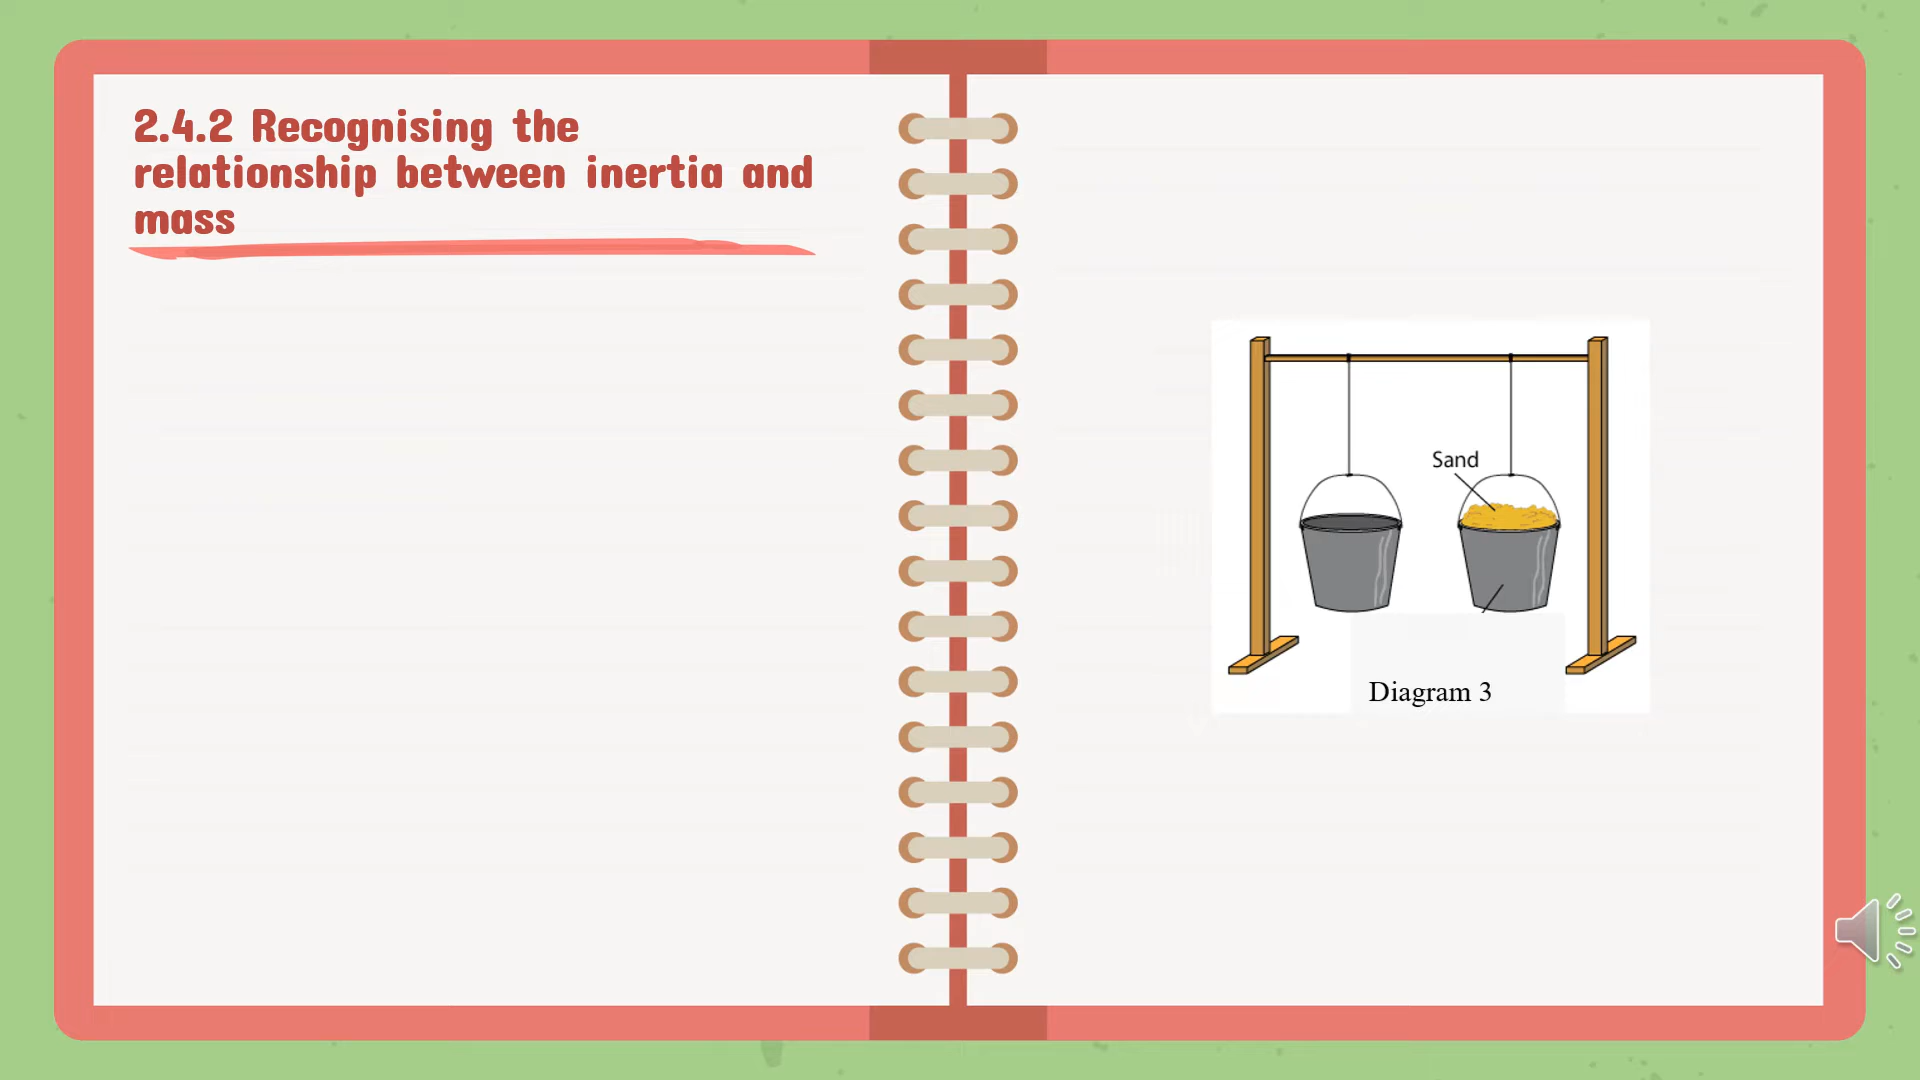 2.4.2 Recognising the
relationship between inertia and
mass
Sand
Diagram 3